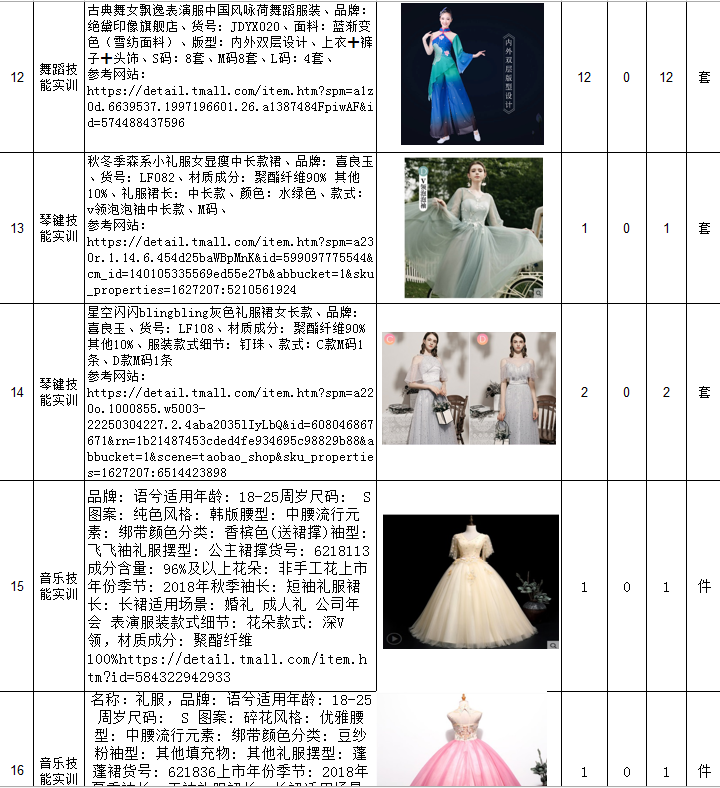 古典舞女飘逸表演服中国风咏荷舞蹈服装、品牌:
绝黛印像旗舰店、货号: JDYX020、面料: 蓝渐变
色 (雪纺面料) 、版型: 内外双层设计、上衣+裤
子+头饰、S码: 8套、M码8套、L码: 4套、
参考网站:
https://detail.tmall.com/item.htm?spm=a1z
0d.6639537.1997196601.26.a1387484FpiwAF&i
d=574488437596
12
舞蹈技
能实训
内外双层版型设计
12
0
12
套
秋冬季森系小礼服女显瘦中长款裙、品牌: 喜良玉
、货号: LF082、材质成分: 聚酯纤维90% 其他
10%、礼服裙长: 中长款、颜色: 水绿色、款式:
v领泡泡袖中长款、M码、
参考网站:
https://detail.tmall.com/item.htm?spm=a23
0r.1.14.6.454d25baWBpMnK&id=599097775544&
cm_id=140105335569ed55e27b&abbucket=1&sku
_properties=1627207:5210561924
13
琴键技
能实训
V领泡泡袖
1
0
1
套
星空闪闪blingbling灰色礼服裙女长款、品牌:
喜良玉、货号: LF108、材质成分: 聚酯纤维90%
其他10%、服装款式细节: 钉珠、款式: C款M码1
条、D款M码1条
参考网站:
https://detail.tmall.com/item.htm?spm=a22
0o.1000855.w5003-
22250304227.2.4aba2035lIyLbQ&id=608046867
671&rn=1b21487453cded4fe934695c98829b88&a
bbucket=1&scene=taobao_shop&sku_propertie
s=1627207:6514423898
14
琴键技
能实训
C
D
2
0
2
套
品牌: 语兮适用年龄: 18-25周岁尺码: S
图案: 纯色风格: 韩版腰型: 中腰流行元
素: 绑带颜色分类: 香槟色(送裙撑)袖型:
飞飞袖礼服摆型: 公主裙撑货号: 6218113
成分含量: 96%及以上花朵: 非手工花上市
年份季节: 2018年秋季袖长: 短袖礼服裙
长: 长裙适用场景: 婚礼 成人礼 公司年
会 表演服装款式细节: 花朵款式: 深V
领，材质成分: 聚酯纤维
100%https://detail.tmall.com/item.h
tm?id=584322942933
15
音乐技
能实训
1
0
1
件
名称: 礼服，品牌: 语兮适用年龄: 18-25
周岁尺码: S 图案: 碎花风格: 优雅腰
型: 中腰流行元素: 绑带颜色分类: 豆纱
粉袖型: 其他填充物: 其他礼服摆型: 蓬
蓬裙货号: 621836上市年份季节: 2018年
16
音乐技
能实训
1
0
1
件